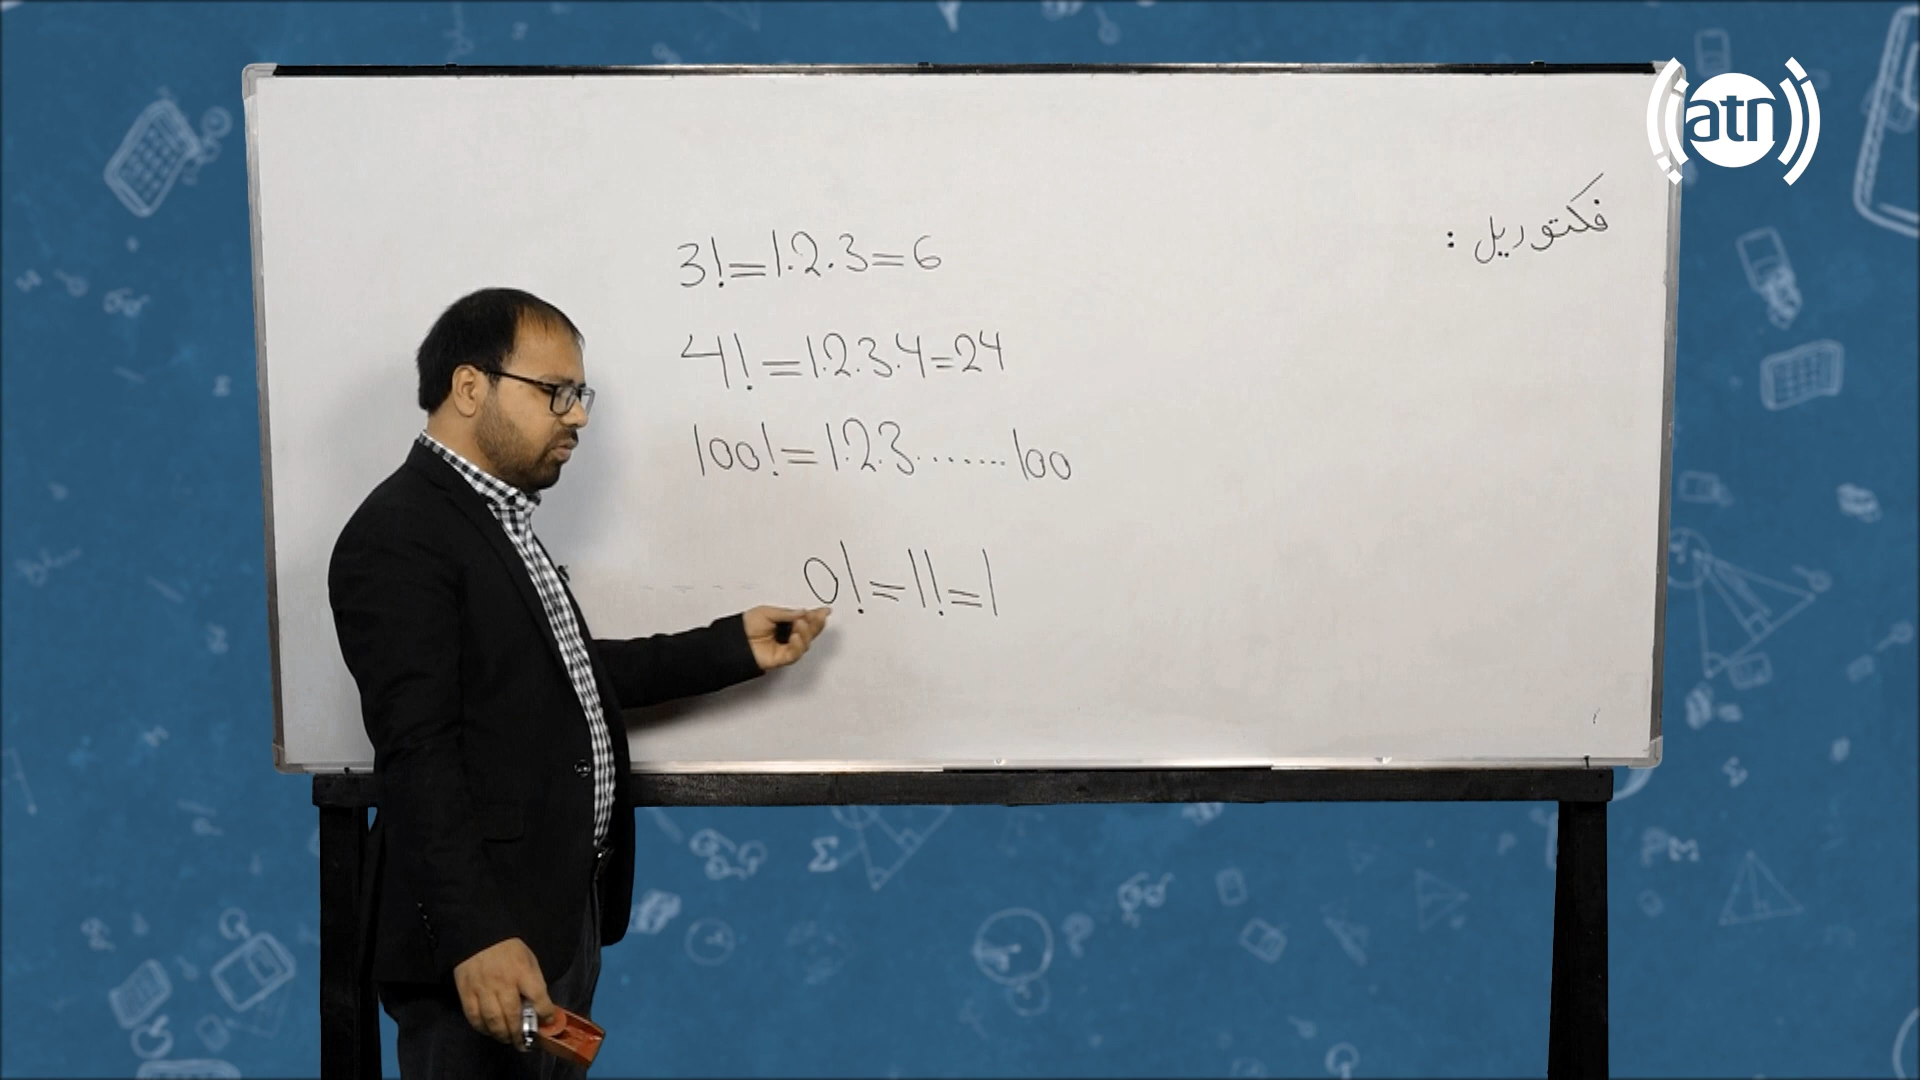 atn
فکتوریل :
3! = 1.2.3 = 6
4! = 1.2.3.4 = 24
100! = 1.2.3.......100
0! = 1! = 1